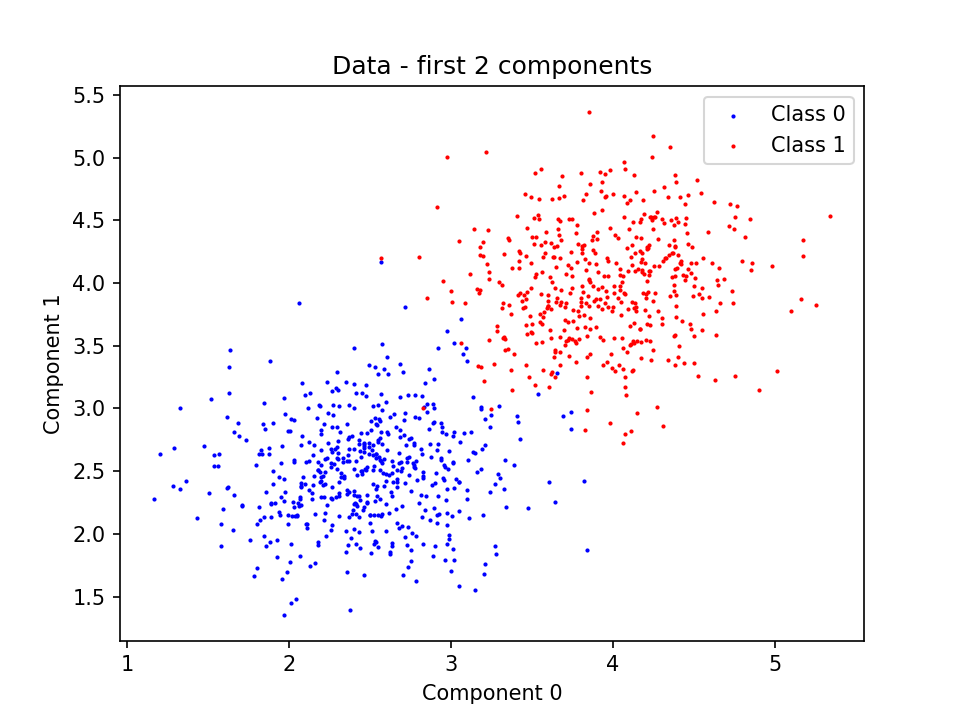 Data - first 2 components
Class 0
Class 1
5.5
5.0
4.5
4.0
3.5
3.0
2.5
2.0
1.5
Component 1
1 2 3 4 5
Component 0